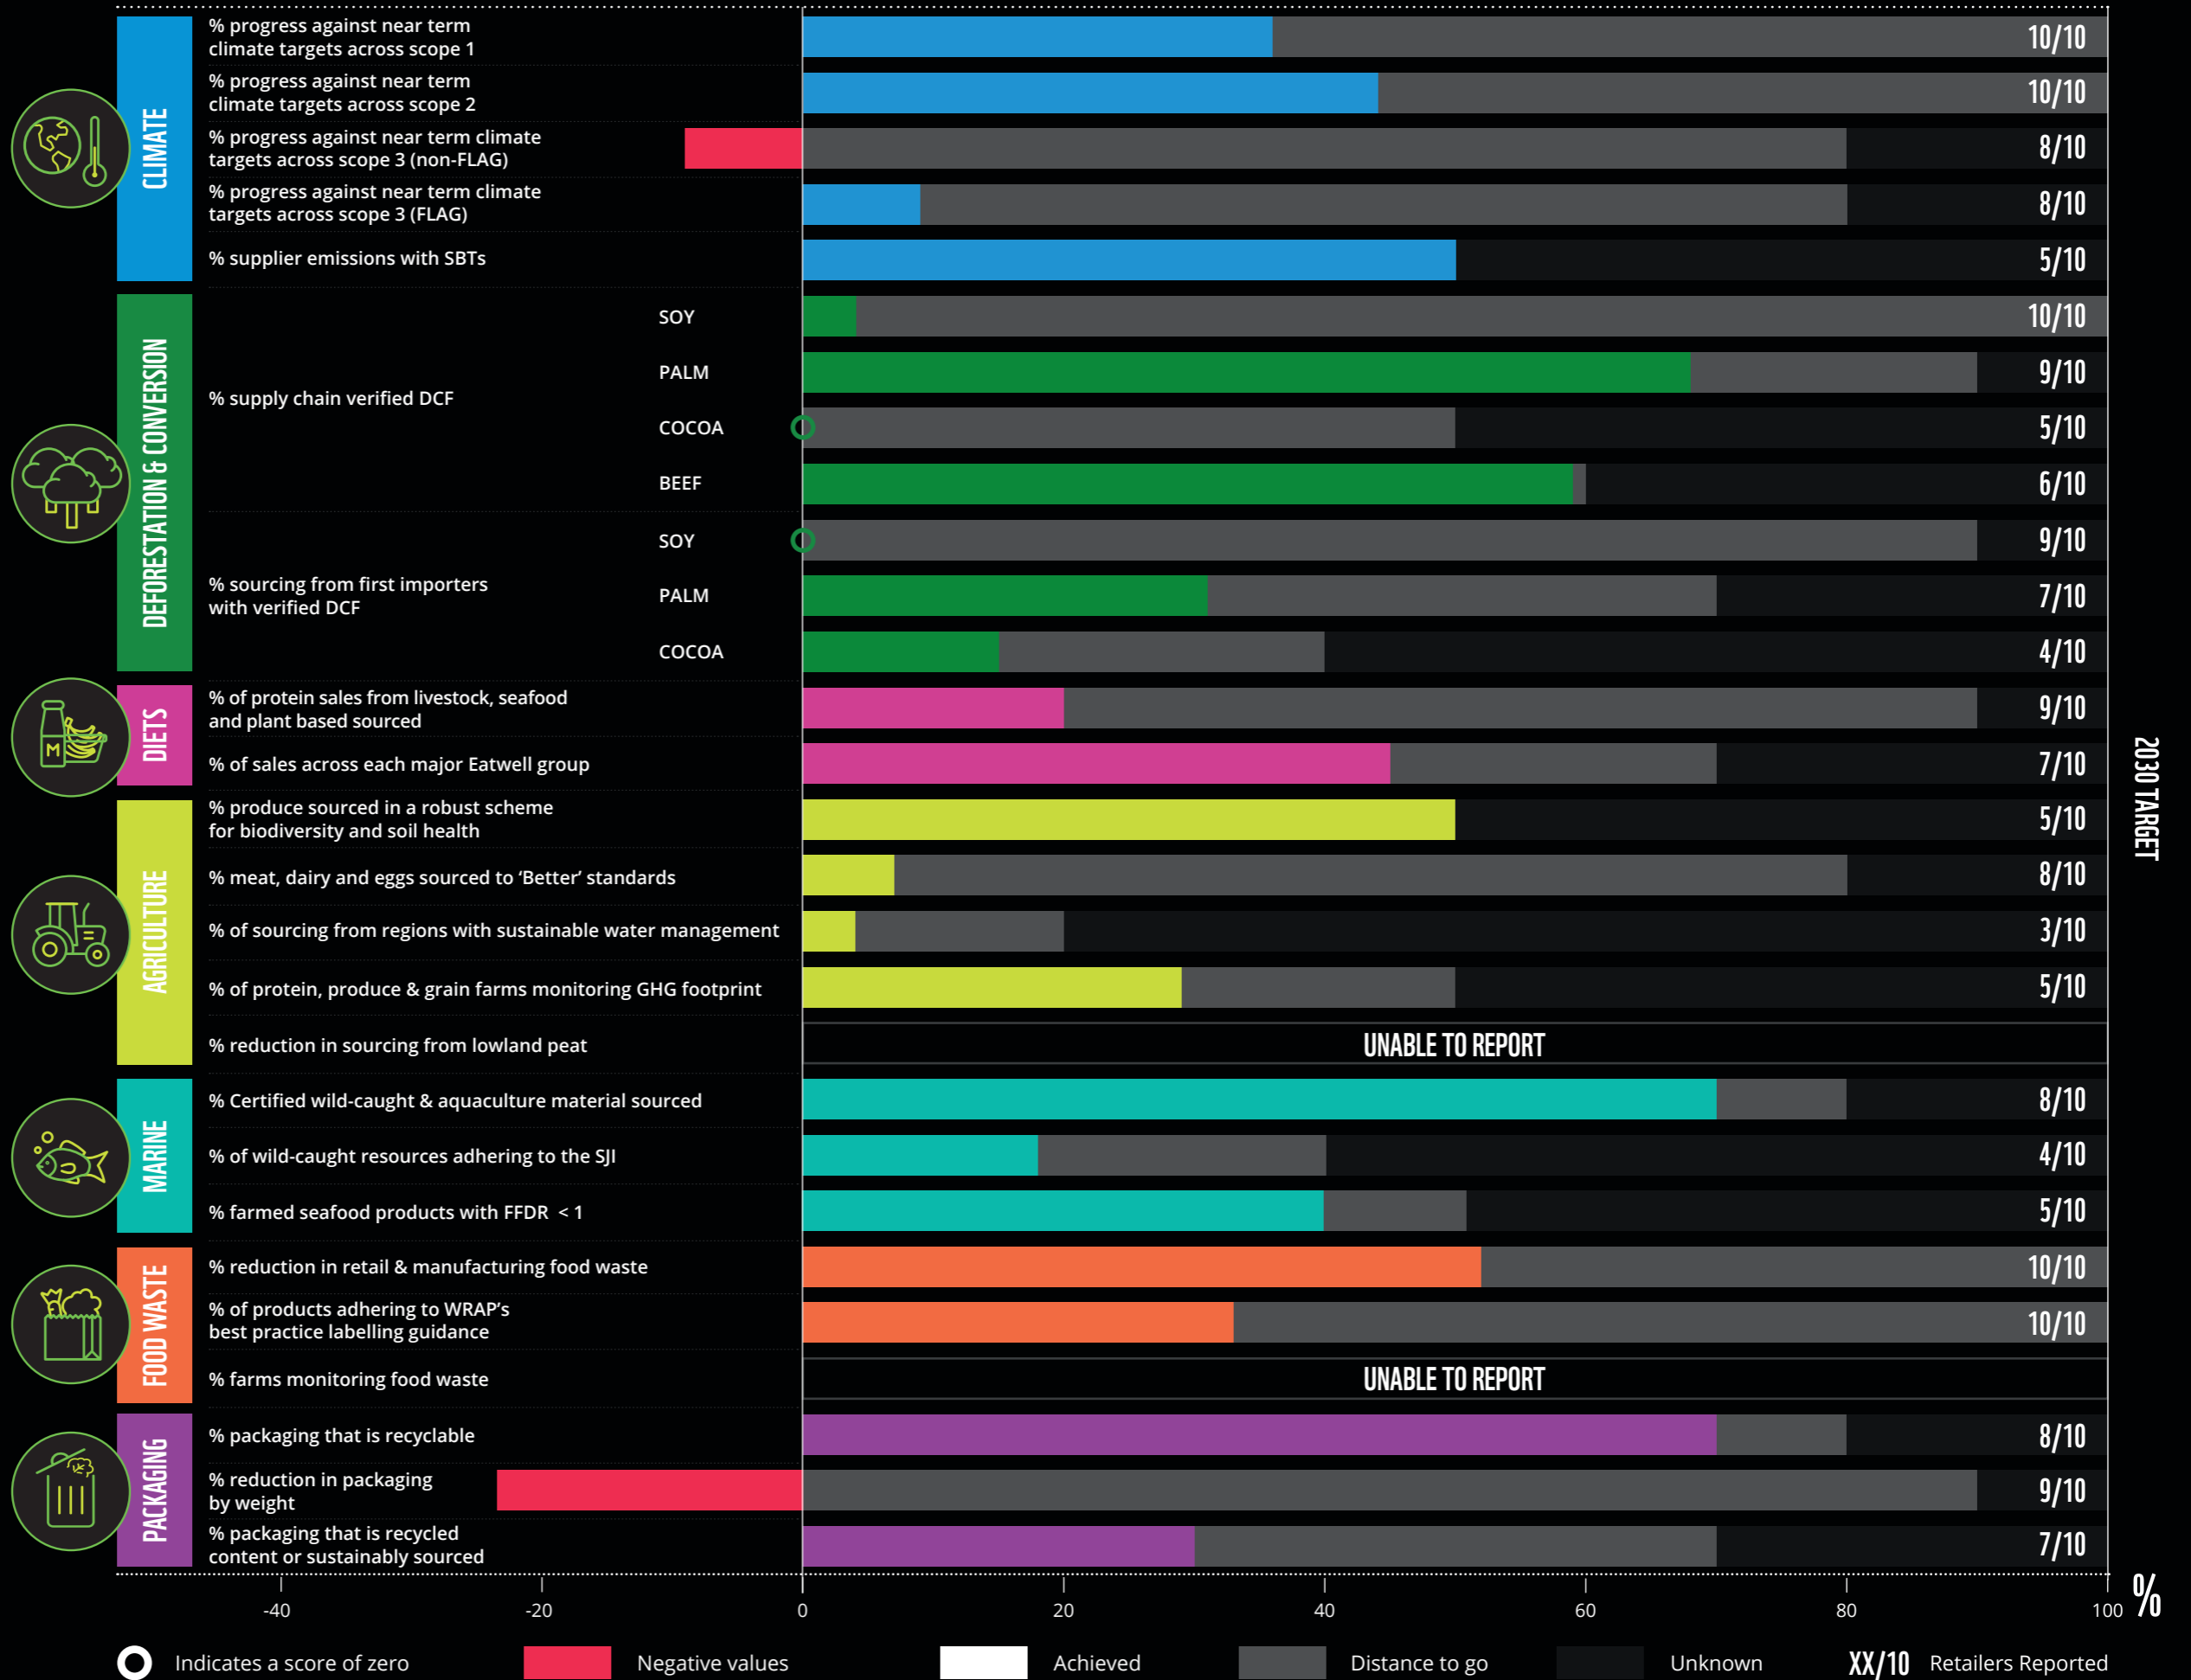 CLIMATE
% progress against near term
climate targets across scope 1
10/10
% progress against near term
climate targets across scope 2
10/10
% progress against near term climate
targets across scope 3 (non-FLAG)
8/10
% progress against near term climate
targets across scope 3 (FLAG)
8/10
% supplier emissions with SBTs
5/10
DEFORESTATION & CONVERSION
% supply chain verified DCF
SOY
10/10
PALM
9/10
COCOA
5/10
BEEF
6/10
% sourcing from first importers
with verified DCF
SOY
9/10
PALM
7/10
COCOA
4/10
DIETS
M
% of protein sales from livestock, seafood
and plant based sourced
9/10
% of sales across each major Eatwell group
7/10
AGRICULTURE
% produce sourced in a robust scheme
for biodiversity and soil health
5/10
% meat, dairy and eggs sourced to ‘Better’ standards
8/10
% of sourcing from regions with sustainable water management
3/10
% of protein, produce & grain farms monitoring GHG footprint
5/10
% reduction in sourcing from lowland peat
UNABLE TO REPORT
MARINE
% Certified wild-caught & aquaculture material sourced
8/10
% of wild-caught resources adhering to the SJI
4/10
% farmed seafood products with FFDR < 1
5/10
FOOD WASTE
% reduction in retail & manufacturing food waste
10/10
% of products adhering to WRAP’s
best practice labelling guidance
10/10
% farms monitoring food waste
UNABLE TO REPORT
PACKAGING
% packaging that is recyclable
8/10
% reduction in packaging
by weight
9/10
% packaging that is recycled
content or sustainably sourced
7/10
2030 TARGET
-40 -20 0 20 40 60 80 100 %
Indicates a score of zero
Negative values
Achieved
Distance to go
Unknown
XX/10 Retailers Reported